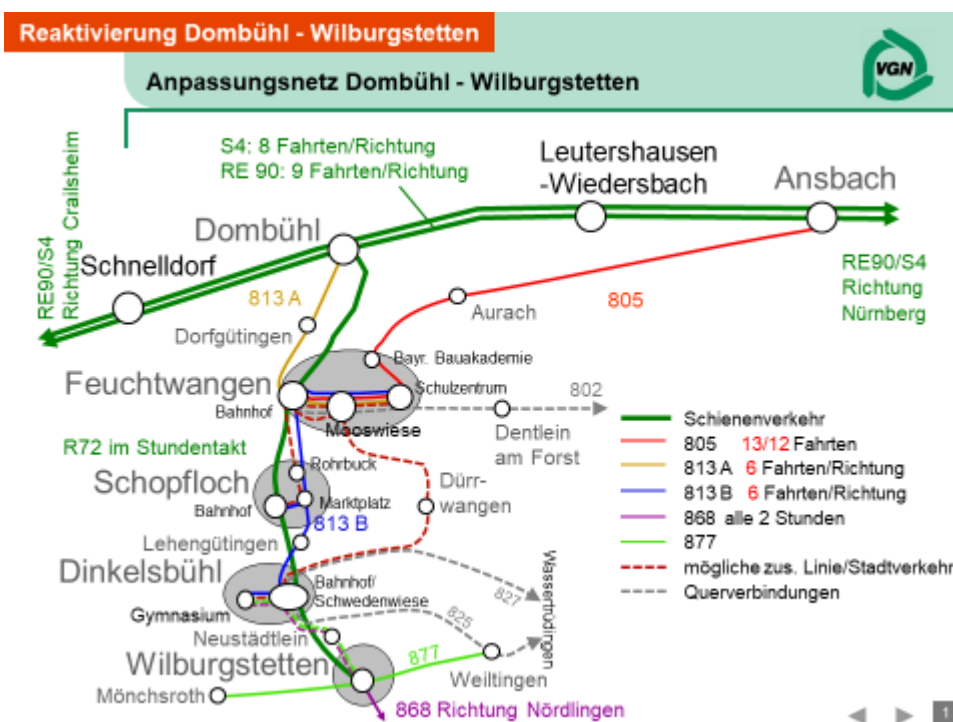 Reaktivierung Dombühl - Wilburgstetten
Anpassungsnetz Dombühl - Wilburgstetten
VGN
S4: 8 Fahrten/Richtung
RE 90: 9 Fahrten/Richtung
Leutershausen
-Wiedersbach
Ansbach
RE90/S4
Richtung Crailsheim
Dombühl
Schnelldorf
RE90/S4
Richtung
Nürnberg
813 A
805
Aurach
Dorfgütingen
Bayr. Bauakademie
Feuchtwangen
Schulzentrum
Bahnhof
Mooswiese
802
Dentlein
am Forst
R72 im Stundentakt
Rohrbuck
Schopfloch
Marktplatz
Bahnhof
813 B
Dürr-
wangen
Lehengütingen
Dinkelsbühl
Bahnhof/
Schwedenwiese
Gymnasium
827
825
Wassertrüdingen
Neustädtlein
Wilburgstetten
877
Weiltingen
Mönchsroth
868 Richtung Nördlingen
Schienenverkehr
805 13/12 Fahrten
813 A 6 Fahrten/Richtung
813 B 6 Fahrten/Richtung
868 alle 2 Stunden
877
mögliche zus. Linie/Stadtverkehr
Querverbindungen
1